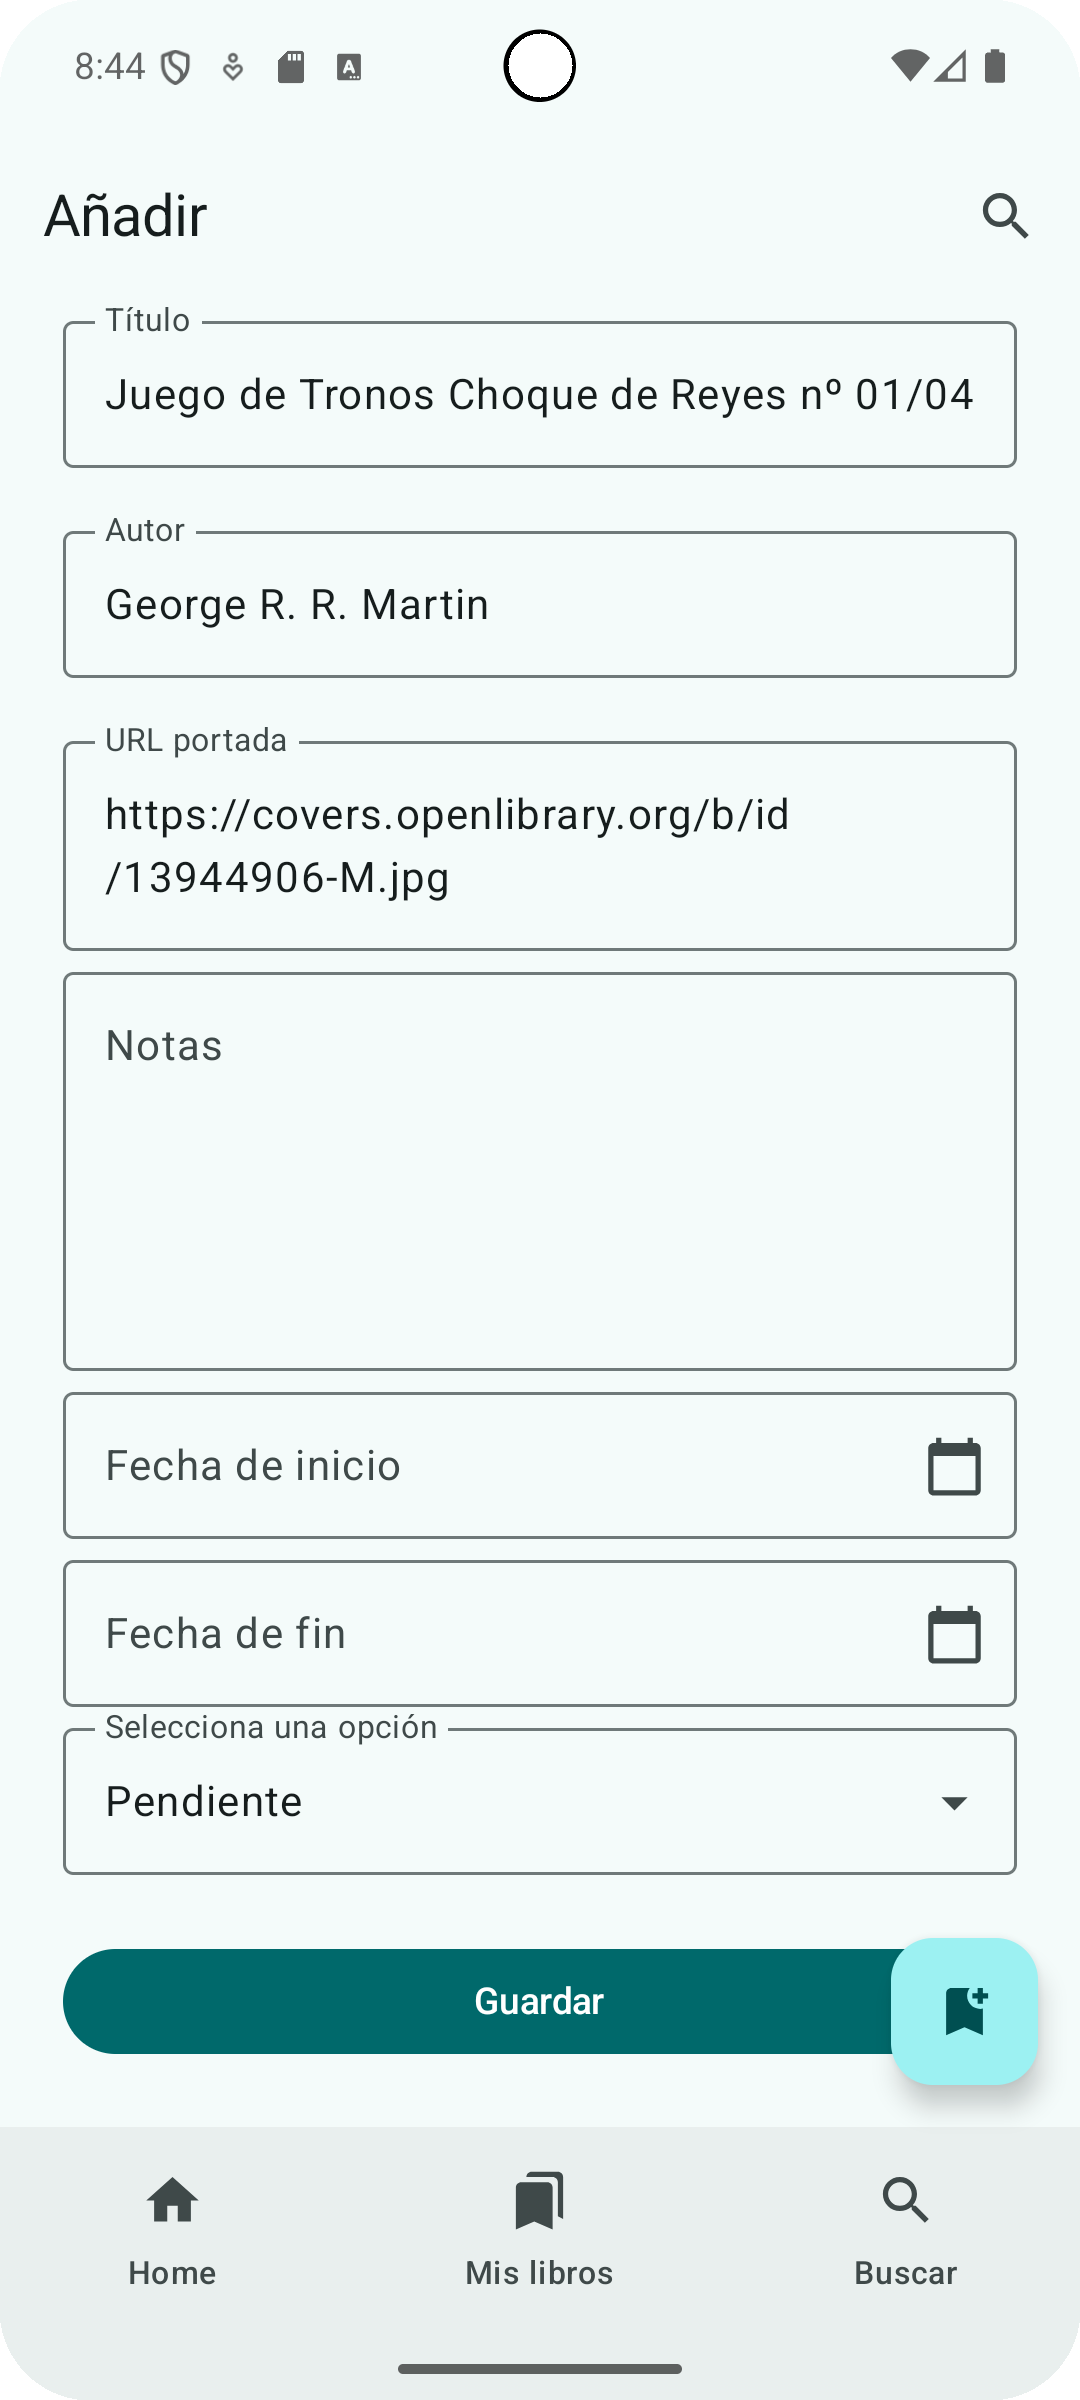 8:44
Añadir
Título
Juego de Tronos Choque de Reyes nº 01/04
Autor
George R. R. Martin
URL portada
https://covers.openlibrary.org/b/id
/13944906-M.jpg
Notas
Fecha de inicio
Fecha de fin
Selecciona una opción
Pendiente
Guardar
Home
Mis libros
Buscar